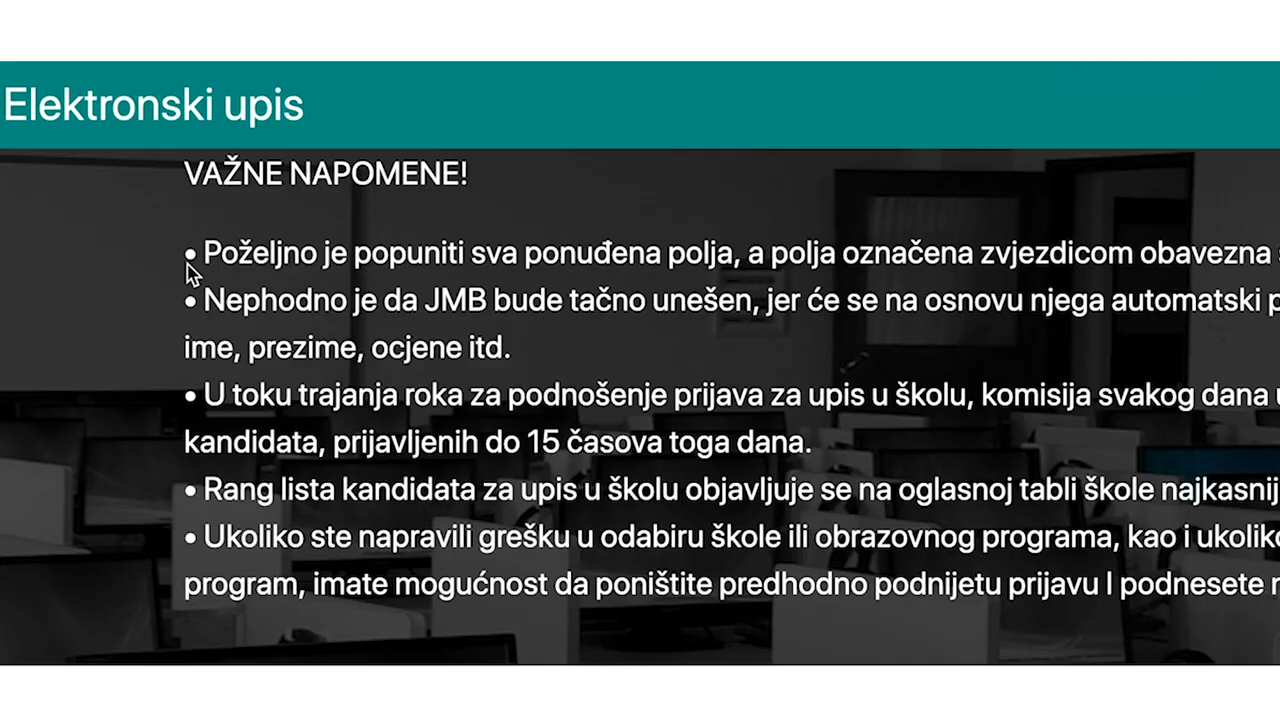 Elektronski upis
VAŽNE NAPOMENE!
• Poželjno je popuniti sva ponuđena polja, a polja označena zvjezdicom obavezna
• Nephodno je da JMB bude tačno unešen, jer će se na osnovu njega automatski
ime, prezime, ocjene itd.
• U toku trajanja roka za podnošenje prijava za upis u školu, komisija svakog dana
kandidata, prijavljenih do 15 časova toga dana.
• Rang lista kandidata za upis u školu objavljuje se na oglasnoj tabli škole
• Ukoliko ste napravili grešku u odabiru škole ili obrazovnog programa, kao i
program, imate mogućnost da poništite predhodno podnijetu prijavu I podnesete